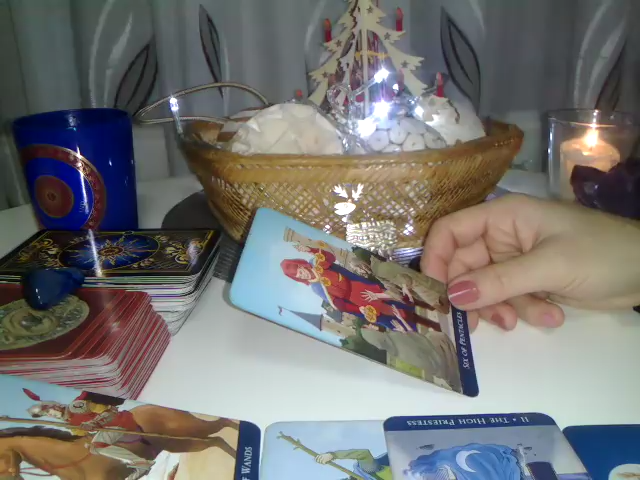 SIX OF PENTACLES
OF WANDS
II • THE HIGH PRIESTESS